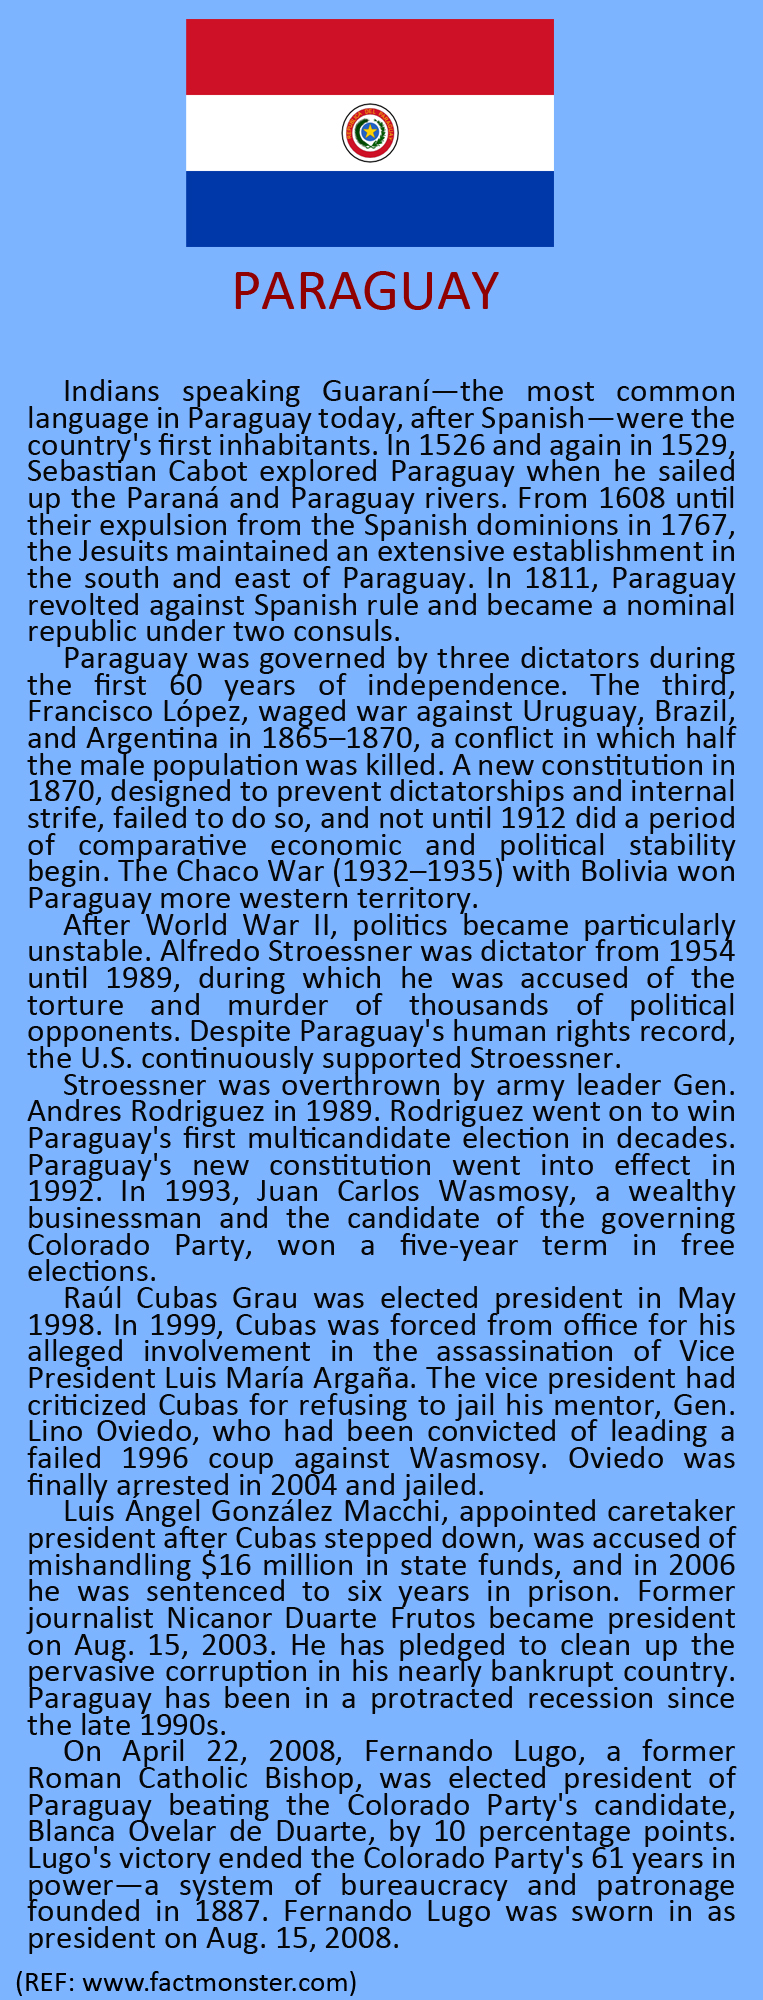 REPUBLICA DEL PARAGUAY
PARAGUAY
Indians speaking Guaraní—the most common
language in Paraguay today, after Spanish—were the
country's first inhabitants. In 1526 and again in 1529,
Sebastian Cabot explored Paraguay when he sailed
up the Paraná and Paraguay rivers. From 1608 until
their expulsion from the Spanish dominions in 1767,
the Jesuits maintained an extensive establishment in
the south and east of Paraguay. In 1811, Paraguay
revolted against Spanish rule and became a nominal
republic under two consuls.
Paraguay was governed by three dictators during
the first 60 years of independence. The third,
Francisco López, waged war against Uruguay, Brazil,
and Argentina in 1865–1870, a conflict in which half
the male population was killed. A new constitution in
1870, designed to prevent dictatorships and internal
strife, failed to do so, and not until 1912 did a period
of comparative economic and political stability
begin. The Chaco War (1932–1935) with Bolivia won
Paraguay more western territory.
After World War II, politics became particularly
unstable. Alfredo Stroessner was dictator from 1954
until 1989, during which he was accused of the
torture and murder of thousands of political
opponents. Despite Paraguay's human rights record,
the U.S. continuously supported Stroessner.
Stroessner was overthrown by army leader Gen.
Andres Rodriguez in 1989. Rodriguez went on to win
Paraguay's first multicandidate election in decades.
Paraguay's new constitution went into effect in
1992. In 1993, Juan Carlos Wasmosy, a wealthy
businessman and the candidate of the governing
Colorado Party, won a five-year term in free
elections.
Raúl Cubas Grau was elected president in May
1998. In 1999, Cubas was forced from office for his
alleged involvement in the assassination of Vice
President Luis María Argaña. The vice president had
criticized Cubas for refusing to jail his mentor, Gen.
Lino Oviedo, who had been convicted of leading a
failed 1996 coup against Wasmosy. Oviedo was
finally arrested in 2004 and jailed.
Luis Ángel González Macchi, appointed caretaker
president after Cubas stepped down, was accused of
mishandling $16 million in state funds, and in 2006
he was sentenced to six years in prison. Former
journalist Nicanor Duarte Frutos became president
on Aug. 15, 2003. He has pledged to clean up the
pervasive corruption in his nearly bankrupt country.
Paraguay has been in a protracted recession since
the late 1990s.
On April 22, 2008, Fernando Lugo, a former
Roman Catholic Bishop, was elected president of
Paraguay beating the Colorado Party's candidate,
Blanca Ovelar de Duarte, by 10 percentage points.
Lugo's victory ended the Colorado Party's 61 years in
power—a system of bureaucracy and patronage
founded in 1887. Fernando Lugo was sworn in as
president on Aug. 15, 2008.
(REF: www.factmonster.com)